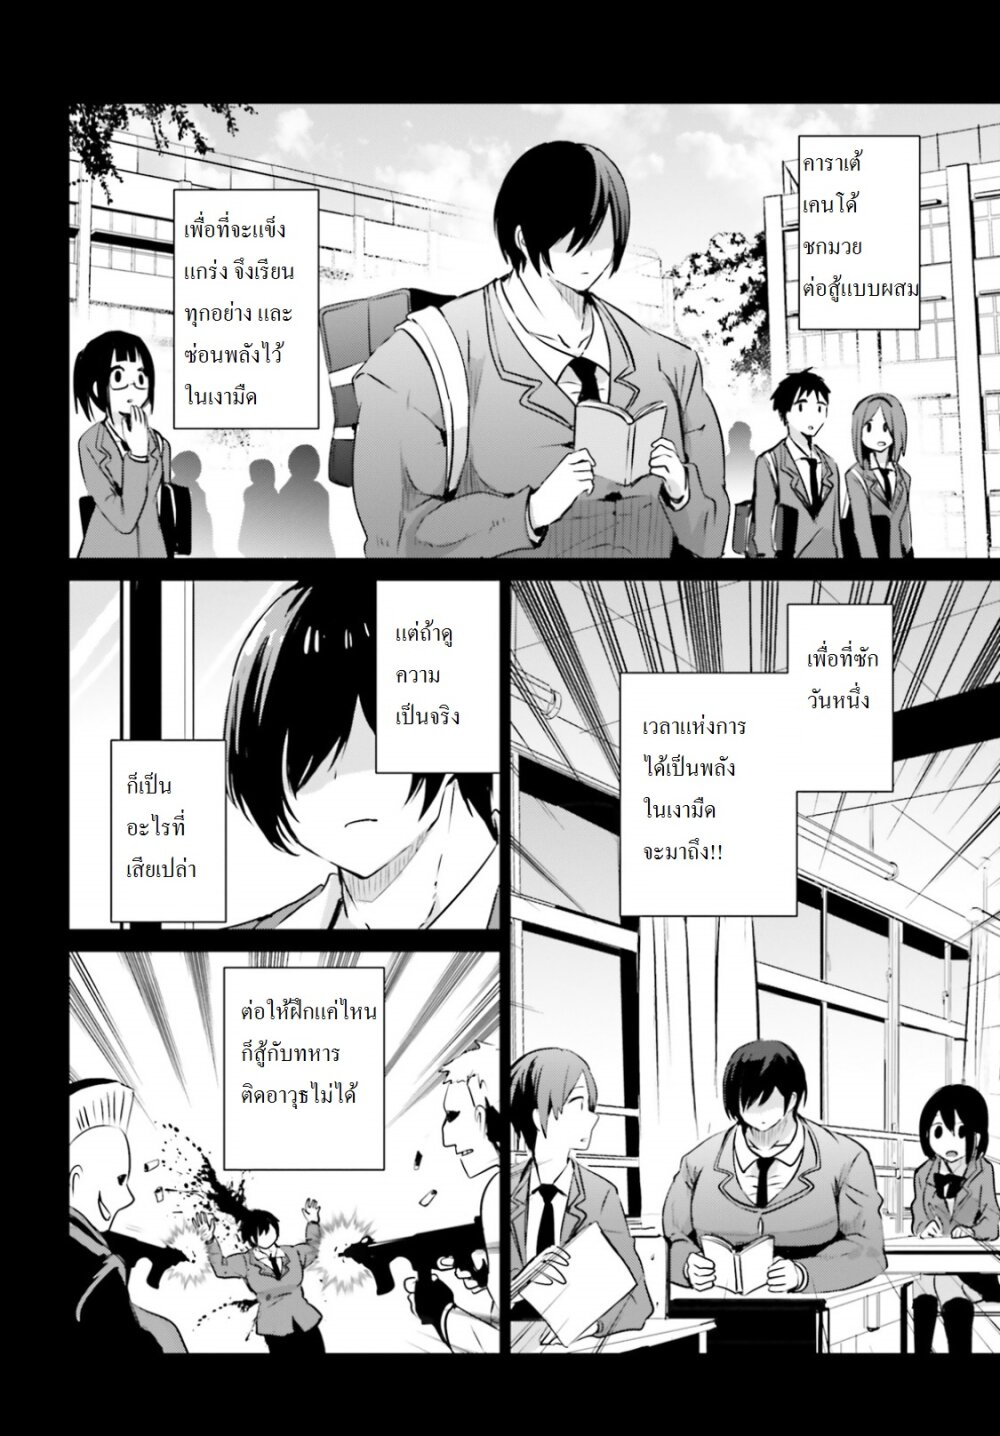 คาราเต้
เคนโด้
ชกมวย
ต่อสู้แบบผสม
เพื่อที่จะแข็ง
แกร่ง จึงเรียน
ทุกอย่าง และ
ซ่อนพลังไว้
ในเงามืด
เพื่อที่ซัก
วันหนึ่ง
เวลาแห่งการ
ได้เป็นพลัง
ในเงามืด
จะมาถึง!!
แต่ถ้าดู
ความ
เป็นจริง
ก็เป็น
อะไรที่
เสียเปล่า
ต่อให้ฝึกแค่ไหน
ก็สู้กับทหาร
ติดอาวุธไม่ได้